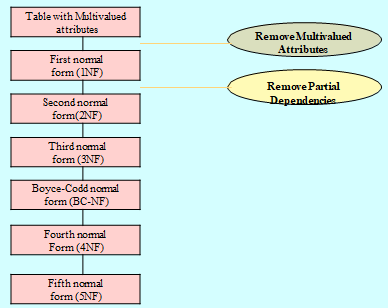 Table with Multivalued
attributes
Remove Multivalued
Attributes
First normal
form (1NF)
Remove Partial
Dependencies
Second normal
form(2NF)
Third normal
form (3NF)
Boyce-Codd normal
form (BC-NF)
Fourth normal
Form (4NF)
Fifth normal
form (5NF)